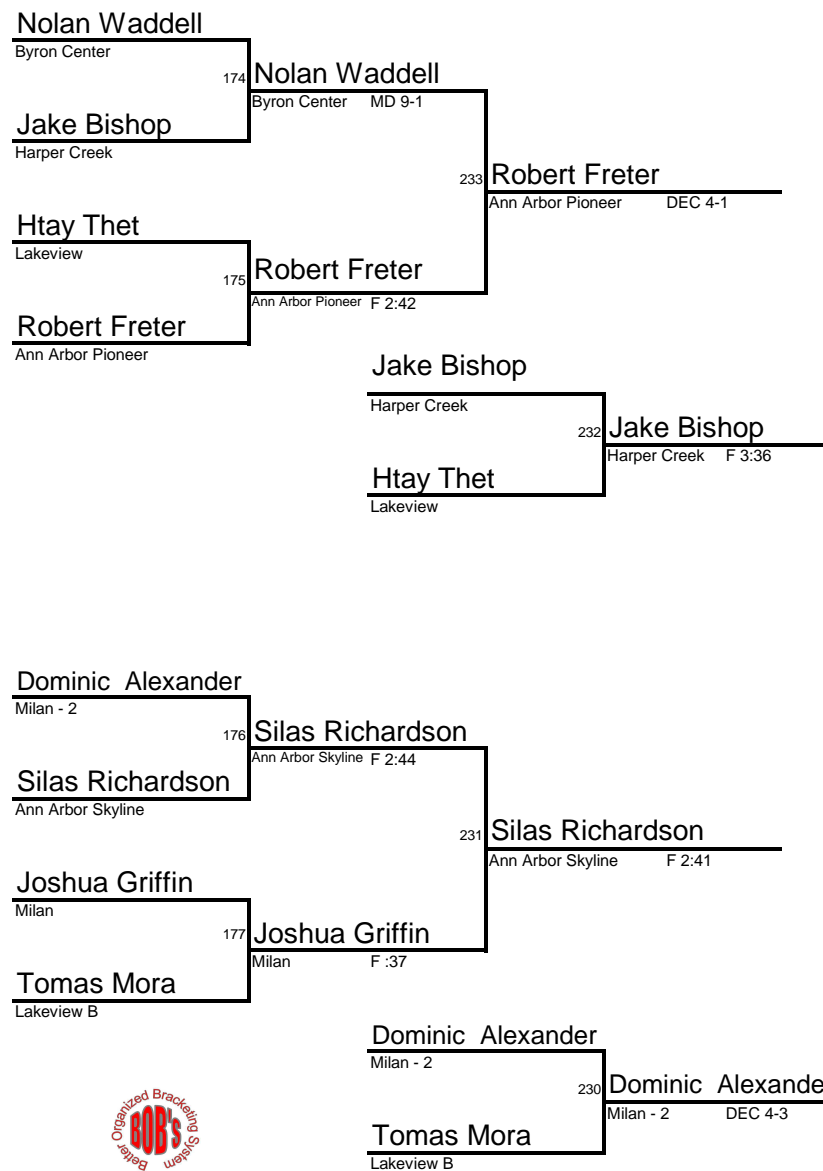 Nolan Waddell
Byron Center
174 Nolan Waddell
Byron Center MD 9-1
Jake Bishop
Harper Creek
233 Robert Freter
Ann Arbor Pioneer DEC 4-1
Htay Thet
Lakeview
175 Robert Freter
Ann Arbor Pioneer F 2:42
Robert Freter
Ann Arbor Pioneer
Jake Bishop
Harper Creek
232 Jake Bishop
Harper Creek F 3:36
Htay Thet
Lakeview
Dominic Alexander
Milan - 2
176 Silas Richardson
Ann Arbor Skyline F 2:44
Silas Richardson
Ann Arbor Skyline
231 Silas Richardson
Ann Arbor Skyline F 2:41
Joshua Griffin
Milan
177 Joshua Griffin
Milan F :37
Tomas Mora
Lakeview B
Dominic Alexander
Milan - 2
230 Dominic Alexande
Milan - 2 DEC 4-3
Tomas Mora
Lakeview B
Better Organized Bracketing System
BOB's